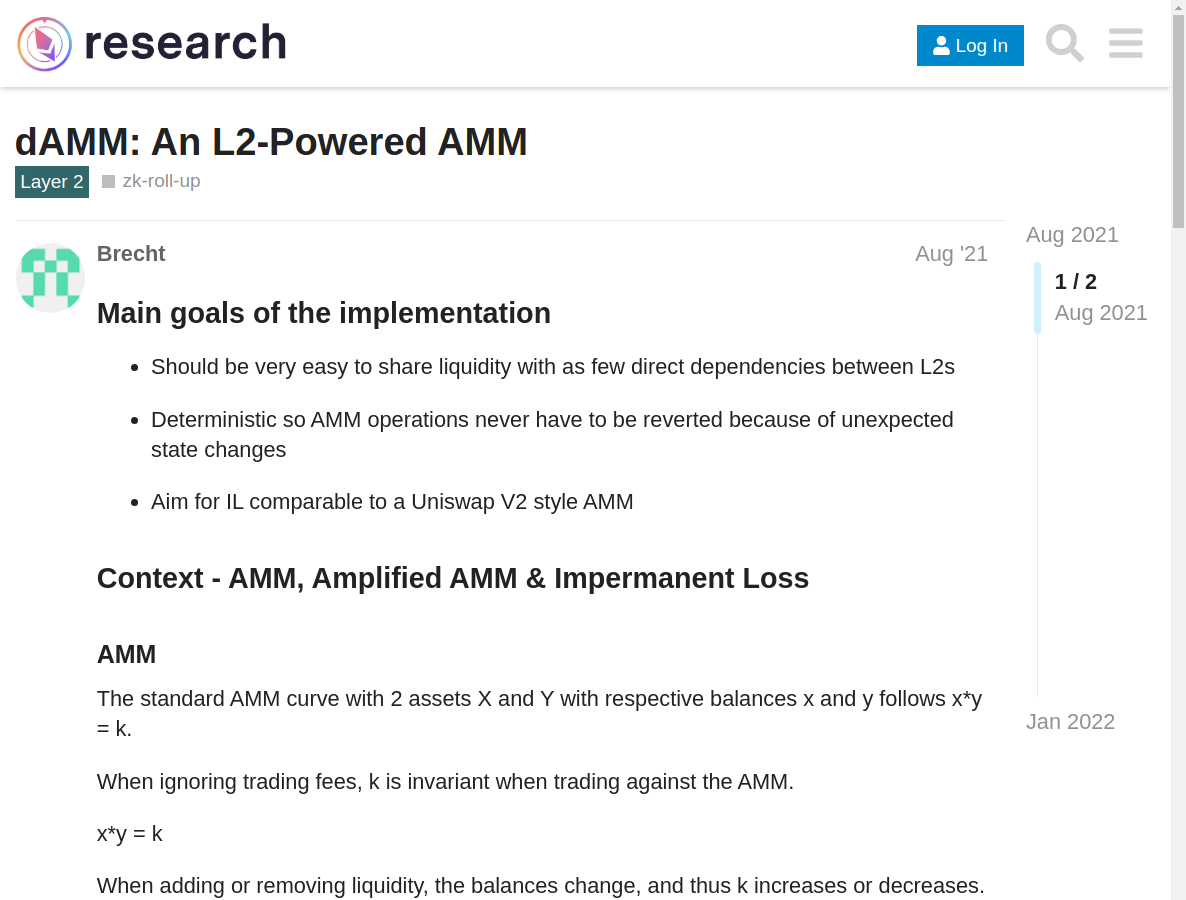 research
Log In
dAMM: An L2-Powered AMM
Layer 2
zk-roll-up
Aug 2021
Brecht
Aug '21
1 / 2
Aug 2021
Main goals of the implementation
Should be very easy to share liquidity with as few direct dependencies between L2s
Deterministic so AMM operations never have to be reverted because of unexpected
state changes
Aim for IL comparable to a Uniswap V2 style AMM
Context - AMM, Amplified AMM & Impermanent Loss
AMM
The standard AMM curve with 2 assets X and Y with respective balances x and y follows x*y
= k.
Jan 2022
When ignoring trading fees, k is invariant when trading against the AMM.
x*y = k
When adding or removing liquidity, the balances change, and thus k increases or decreases.